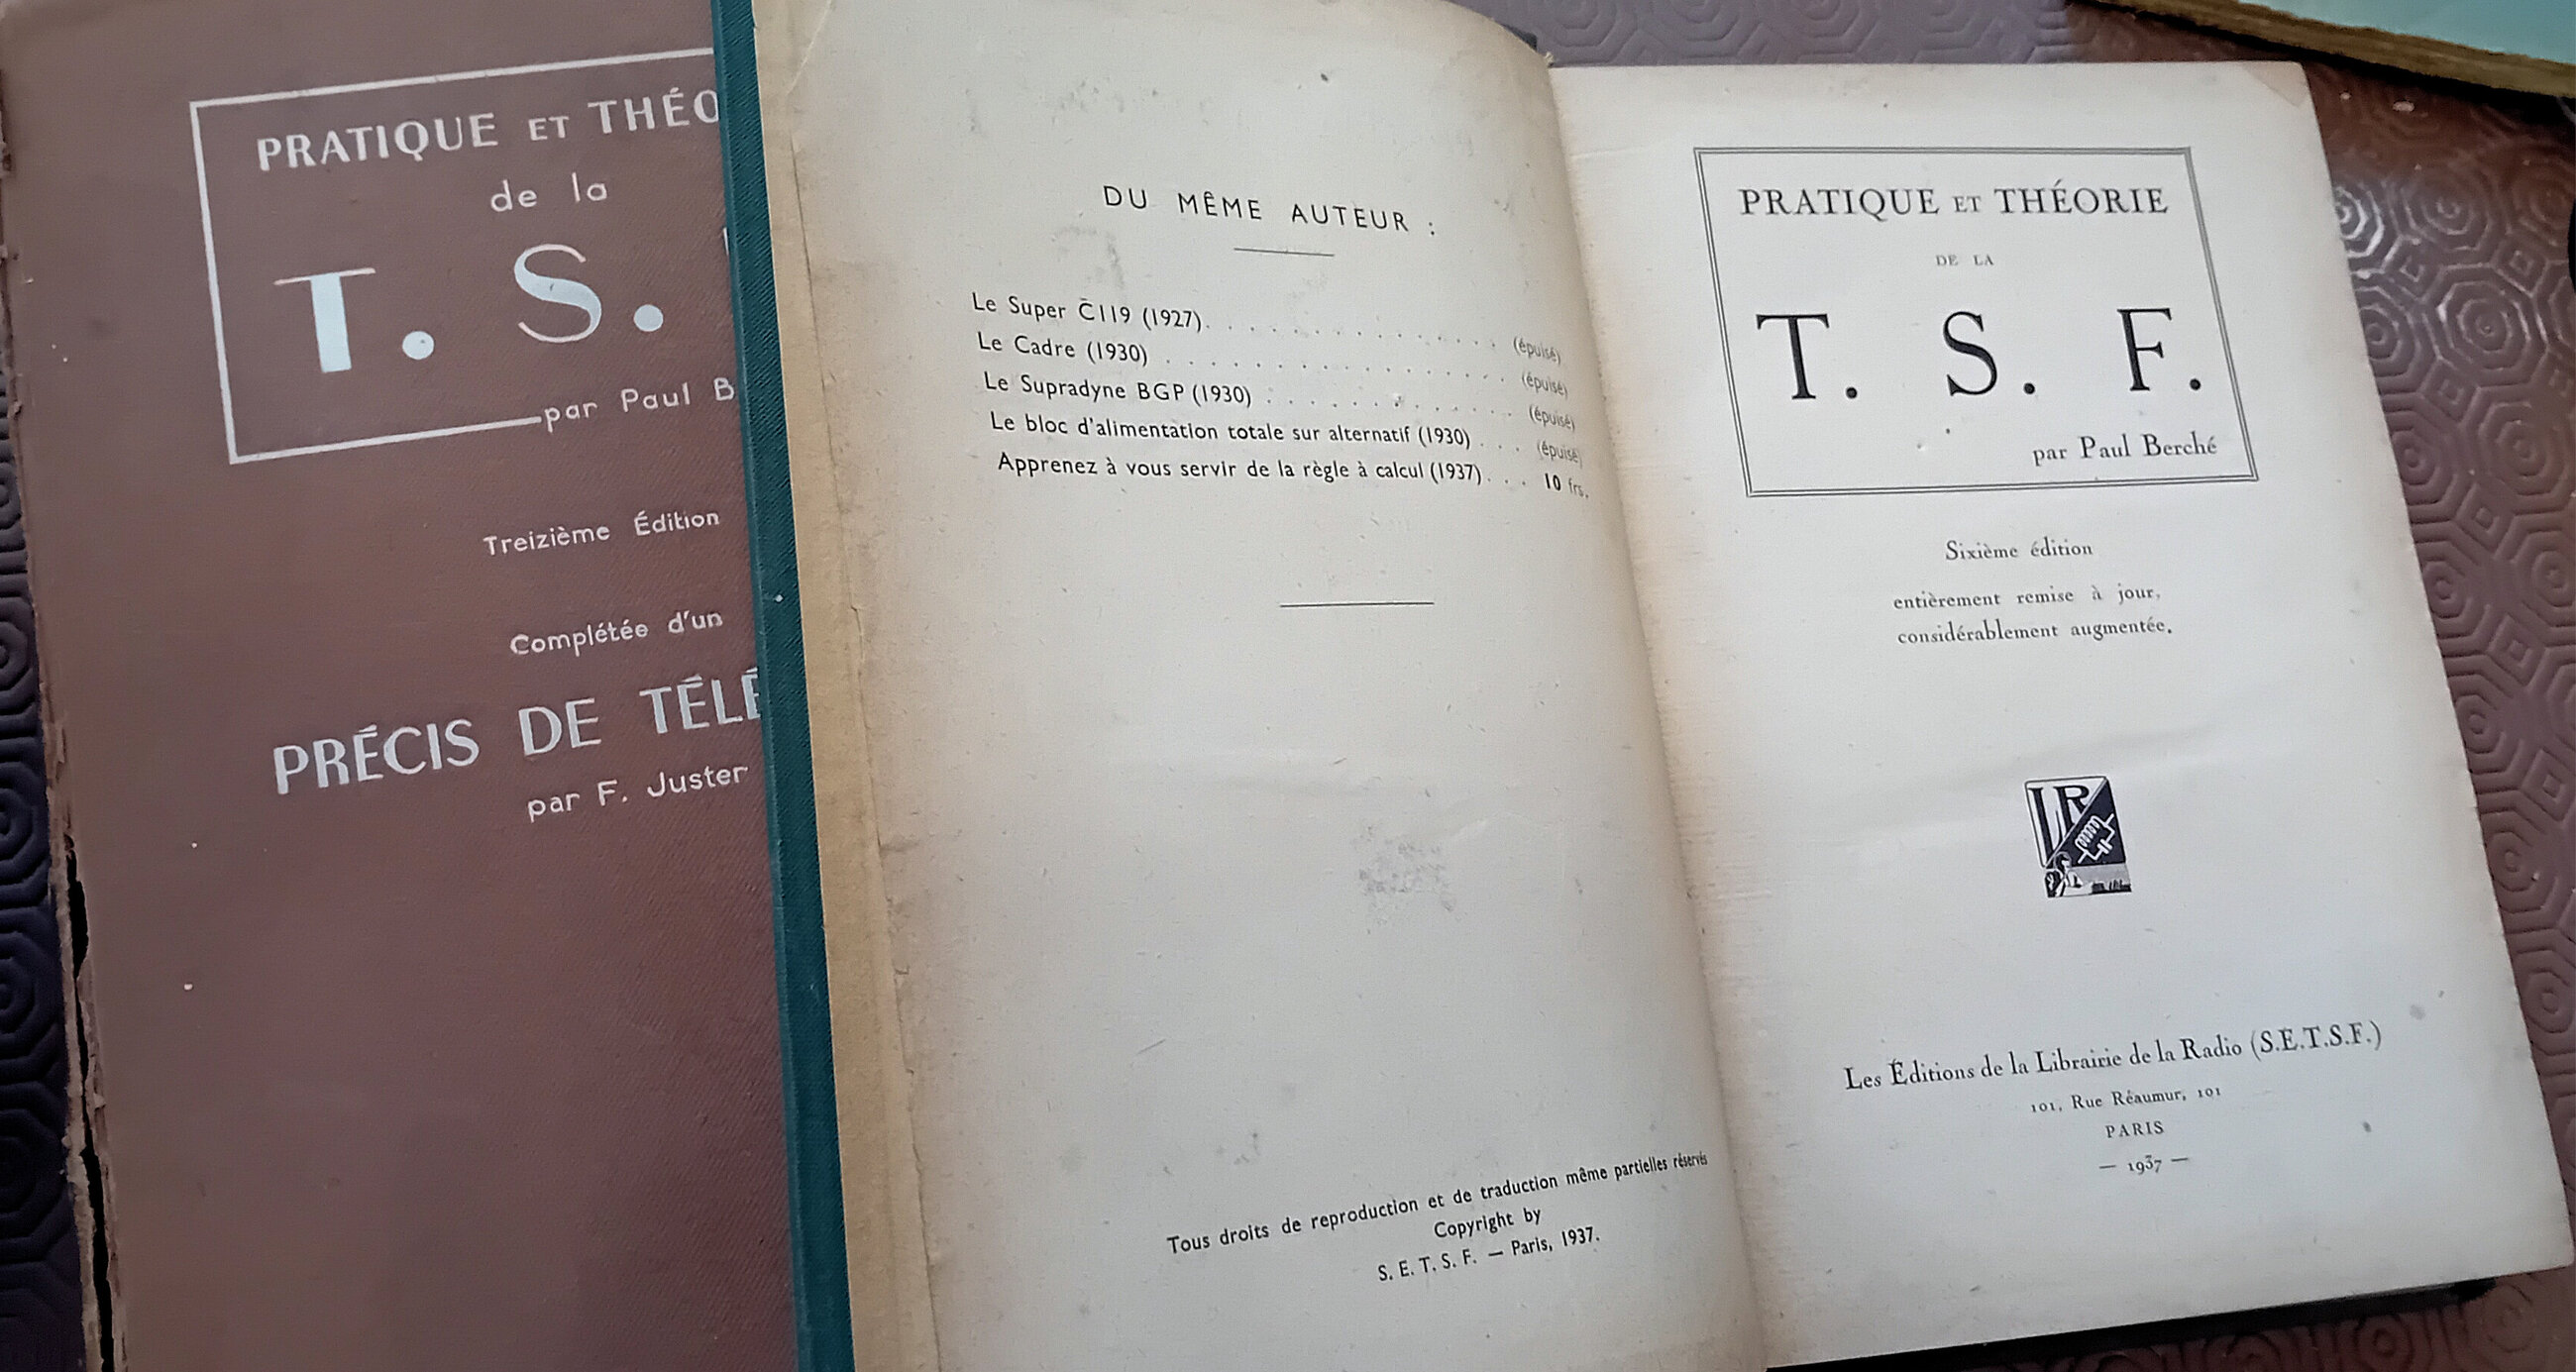 PRATIQUE ET THÉO
de la
T. S.
par Paul B
Treizième Édition
Complétée d'un
PRÉCIS DE TÉLÉ
par F. Juster
DU MÊME AUTEUR :
Le Super C̄119 (1927). . . . . . . . . . . . . . (épuisé)
Le Cadre (1930) . . . . . . . . . . . . . . . (épuisé)
Le Supradyne BGP (1930) . . . . . . . . . . . (épuisé)
Le bloc d'alimentation totale sur alternatif (1930) . . . (épuisé)
Apprenez à vous servir de la règle à calcul (1937). . . 10 frs.
Tous droits de reproduction et de traduction même partielles réservés
Copyright by
S. E. T. S. F. — Paris, 1937.
PRATIQUE ET THÉORIE
DE LA
T. S. F.
par Paul Berché
Sixième édition
entièrement remise à jour,
considérablement augmentée.
LR
Les Éditions de la Librairie de la Radio (S.E.T.S.F.)
101, Rue Réaumur, 101
PARIS
— 1937 —